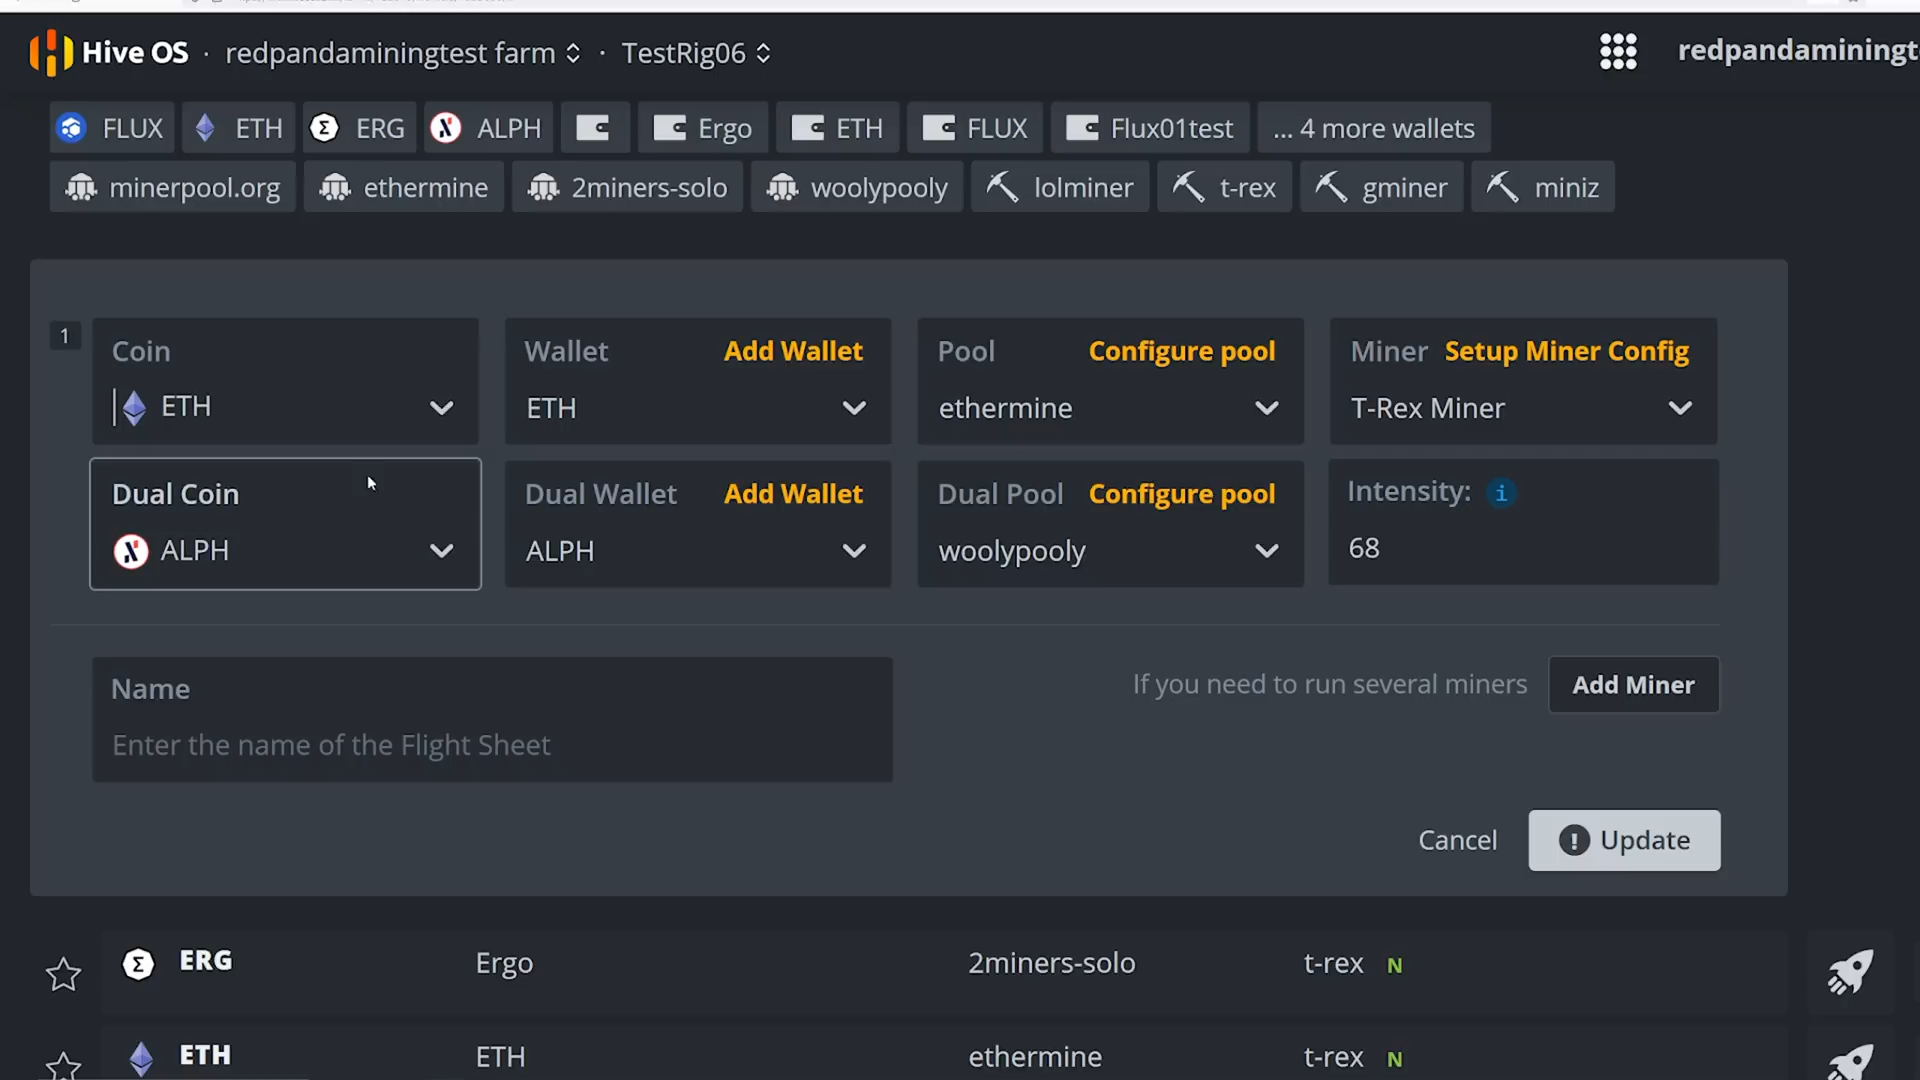 Hive OS · redpandaminingtest farm · TestRig06 redpandaminingt
FLUX ETH ERG ALPH Ergo ETH FLUX Flux01test ... 4 more wallets
minerpool.org ethermine 2miners-solo woolypooly lolminer t-rex gminer miniz
1 Coin Wallet Add Wallet Pool Configure pool Miner Setup Miner Config
ETH ETH ethermine T-Rex Miner
Dual Coin Dual Wallet Add Wallet Dual Pool Configure pool Intensity: i
ALPH ALPH woolypooly 68
Name If you need to run several miners Add Miner
Enter the name of the Flight Sheet
Cancel ! Update
ERG Ergo 2miners-solo t-rex N
ETH ETH ethermine t-rex N